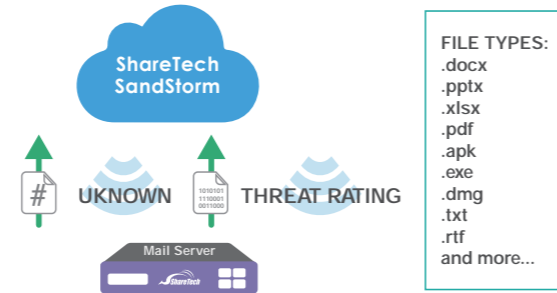 ShareTech
SandStorm
#
UKNOWN
1010101
1110001
0011000
THREAT RATING
Mail Server
ShareTech
FILE TYPES:
.docx
.pptx
.xlsx
.pdf
.apk
.exe
.dmg
.txt
.rtf
and more...